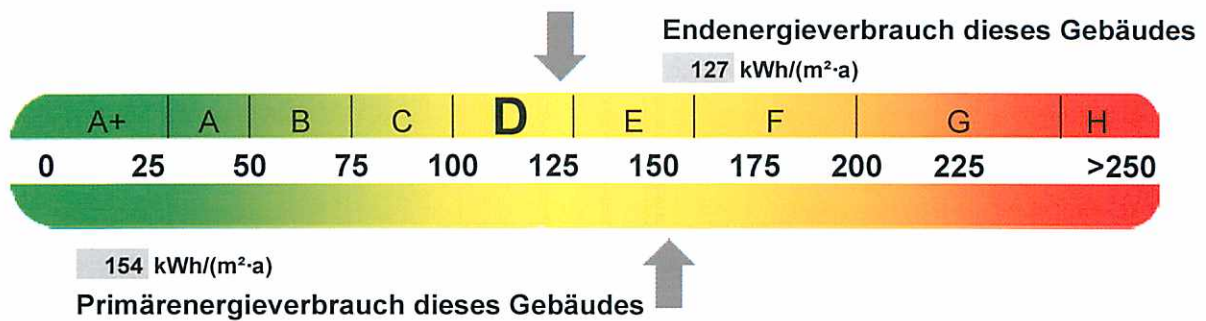 Endenergieverbrauch dieses Gebäudes
127 kWh/(m²·a)
A+ A B C D E F G H
0 25 50 75 100 125 150 175 200 225 >250
154 kWh/(m²·a)
Primärenergieverbrauch dieses Gebäudes